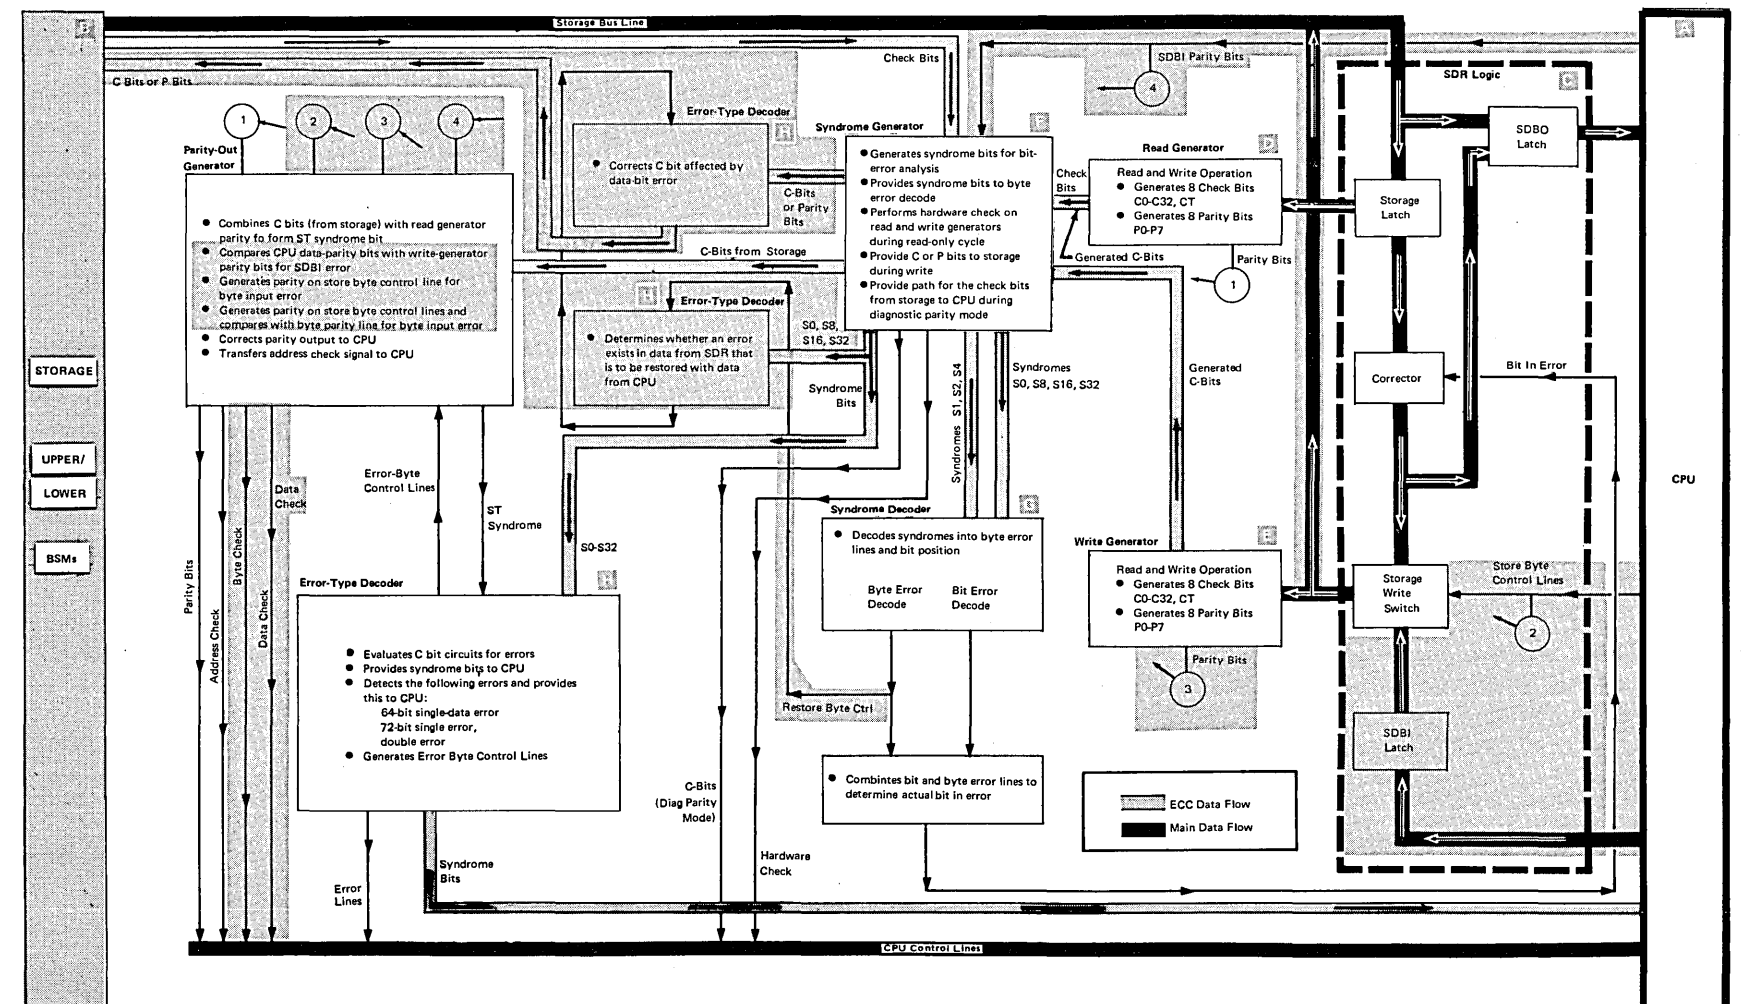 Storage Bus Line
B
A
Check Bits
SDBI Parity Bits
4
C Bits or P Bits
SDR Logic
C
1
2
3
4
Parity-Out
Generator
Error-Type Decoder
H
Corrects C bit affected by
data-bit error
C-Bits
or Parity
Bits
C-Bits from Storage
● Combines C bits (from storage) with read generator
parity fo form ST syndrome bit
● Compares CPU data-parity bits with write-generator
parity bits for SDBI error
● Generates parity on store byte control line for
byte input error
● Generates parity on store byte control lines and
compares with byte parity line for byte input error
● Corrects parity output to CPU
● Transfers address check signal to CPU
Syndrome Generator
F
● Generates syndrome bits for bit-
error analysis
● Provides syndrome bits to byte
error decode
● Performs hardware check on
read and write generators
during read-only cycle
● Provide C or P bits to storage
during write
● Provide path for the check bits
from storage to CPU during
diagnostic parity mode
Read Generator
D
Check
Bits
Read and Write Operation
● Generates 8 Check Bits
C0-C32, CT
● Generates 8 Parity Bits
P0-P7
Generated C-Bits
Parity Bits
1
SDBO
Latch
Storage
Latch
Corrector
Bit In Error
CPU
H
Error-Type Decoder
● Determines whether an error
exists in data from SDR that
is to be restored with data
from CPU
S0, S8,
S16, S32
Syndrome
Bits
Syndromes S1, S2, S4
Syndromes
S0, S8, S16, S32
Generated
C-Bits
STORAGE
UPPER/
LOWER
BSMs
Parity Bits
Address Check
Byte Check
Data Check
Data
Check
Error-Byte
Control Lines
ST
Syndrome
S0-S32
Error-Type Decoder
H
● Evaluates C bit circuits for errors
● Provides syndrome bits to CPU
● Detects the following errors and provides
this to CPU:
64-bit single-data error
72-bit single error,
double error
● Generates Error Byte Control Lines
Syndrome Decoder
G
● Decodes syndromes into byte error
lines and bit position
Byte Error
Decode
Bit Error
Decode
Restore Byte Ctrl
● Combintes bit and byte error lines to
determine actual bit in error
Write Generator
E
Read and Write Operation
● Generates 8 Check Bits
C0-C32, CT
● Generates 8 Parity Bits
P0-P7
Parity Bits
3
Storage
Write
Switch
Store Byte
Control Lines
2
SDBI
Latch
ECC Data Flow
Main Data Flow
C-Bits
(Diag Parity
Mode)
Hardware
Check
Error
Lines
Syndrome
Bits
CPU Control Lines